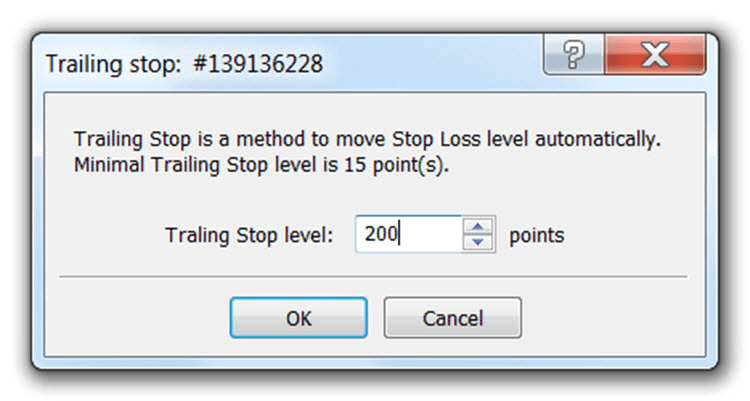 Trailing stop: #139136228
Trailing Stop is a method to move Stop Loss level automatically.
Minimal Trailing Stop level is 15 point(s).
Traling Stop level: 200 points
OK Cancel